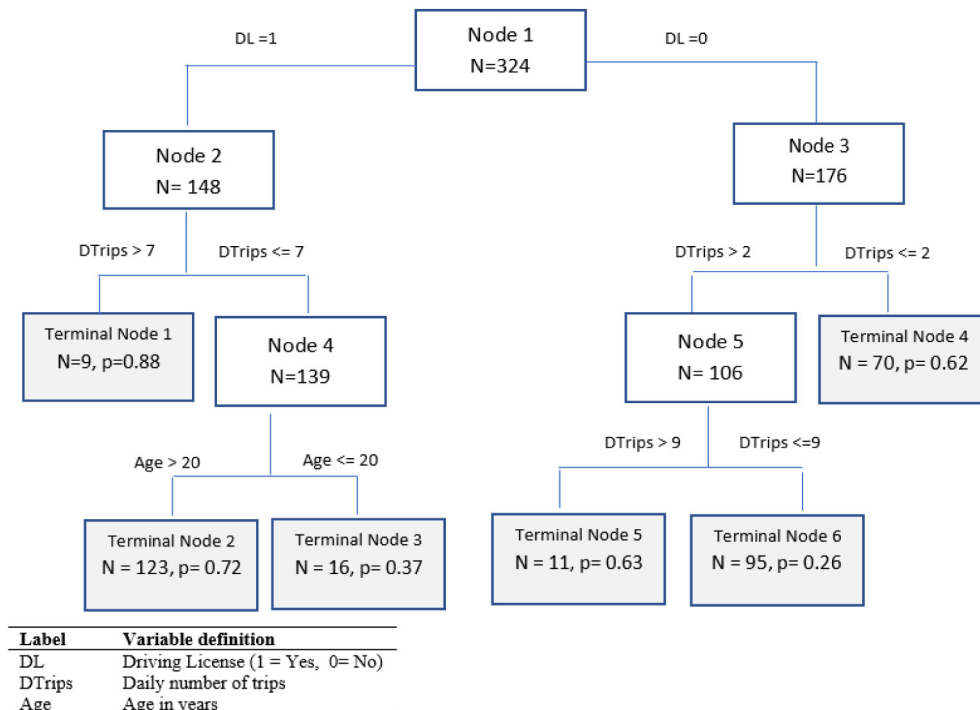 DL =1
Node 1
N=324
DL =0
Node 2
N= 148
Node 3
N=176
DTrips > 7
DTrips <= 7
DTrips > 2
DTrips <= 2
Terminal Node 1
N=9, p=0.88
Node 4
N=139
Node 5
N= 106
Terminal Node 4
N = 70, p= 0.62
Age > 20
Age <= 20
DTrips > 9
DTrips <=9
Terminal Node 2
N = 123, p= 0.72
Terminal Node 3
N = 16, p= 0.37
Terminal Node 5
N = 11, p= 0.63
Terminal Node 6
N = 95, p= 0.26
Label Variable definition
DL Driving License (1 = Yes, 0= No)
DTrips Daily number of trips
Age Age in years